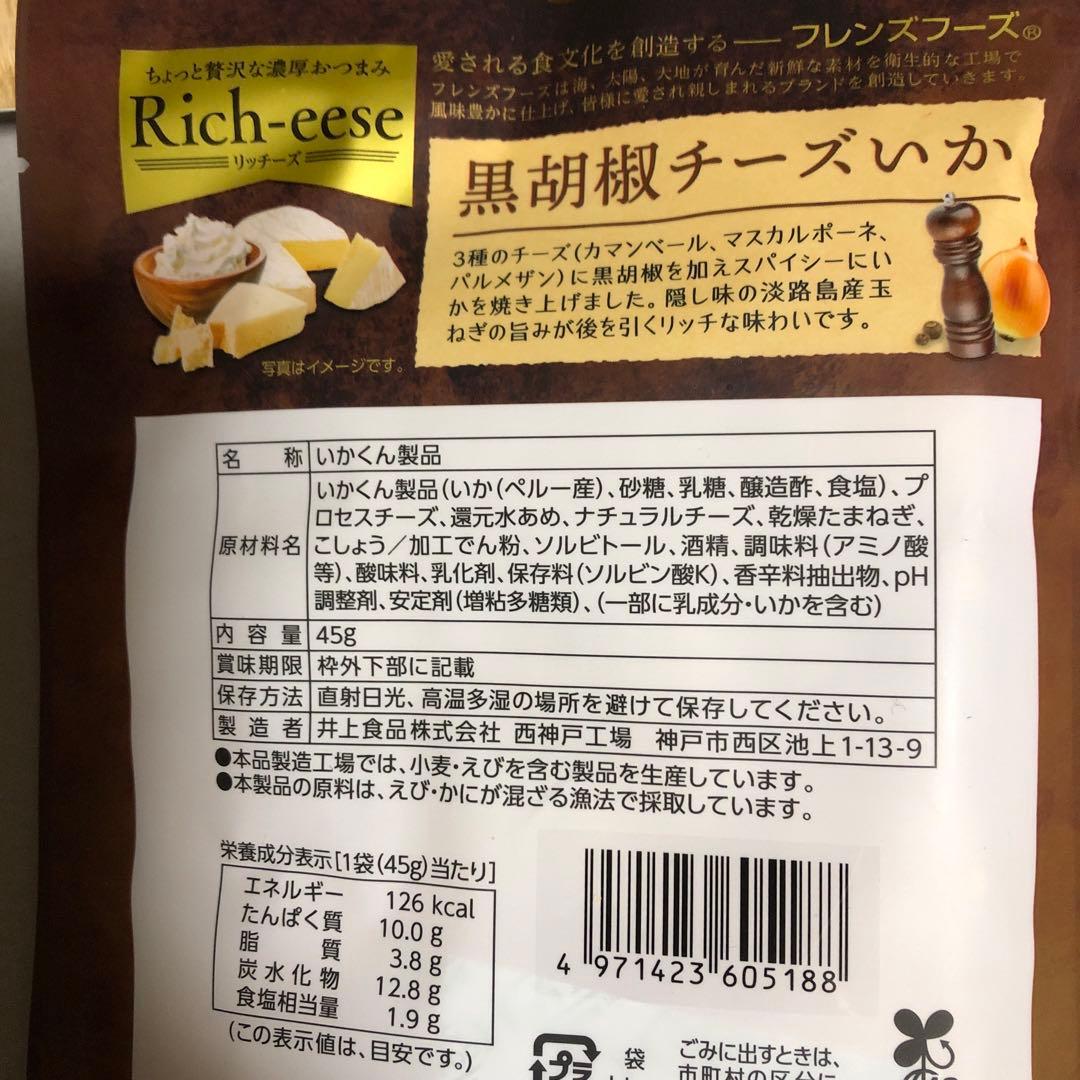 ちょっと贅沢な濃厚おつまみ
Rich-eese
リッチーズ
愛される食文化を創造する── フレンズフーズ®
フレンズフーズは海、太陽、大地が育んだ新鮮な素材を衛生的な工場で
風味豊かに仕上げ、皆様に愛され親しまれるブランドを創造していきます。
黒胡椒チーズいか
3種のチーズ(カマンベール、マスカルポーネ、
パルメザン)に黒胡椒を加えスパイシーにい
かを焼き上げました。隠し味の淡路島産玉
ねぎの旨みが後を引くリッチな味わいです。
写真はイメージです。
名称 いかくん製品
原材料名 いかくん製品(いか(ペルー産)、砂糖、乳糖、醸造酢、食塩)、プ
ロセスチーズ、還元水あめ、ナチュラルチーズ、乾燥たまねぎ、
こしょう/加工でん粉、ソルビトール、酒精、調味料(アミノ酸
等)、酸味料、乳化剤、保存料(ソルビン酸K)、香辛料抽出物、pH
調整剤、安定剤(増粘多糖類)、(一部に乳成分・いかを含む)
内容量 45g
賞味期限 枠外下部に記載
保存方法 直射日光、高温多湿の場所を避けて保存してください。
製造者 井上食品株式会社 西神戸工場 神戸市西区池上1-13-9
●本品製造工場では、小麦・えびを含む製品を生産しています。
●本製品の原料は、えび・かにが混ざる漁法で採取しています。
栄養成分表示[1袋(45g)当たり]
エネルギー 126 kcal
たんぱく質 10.0 g
脂質 3.8 g
炭水化物 12.8 g
食塩相当量 1.9 g
(この表示値は、目安です。)
4 971423 605188
プラ
袋
ごみに出すときは、
市町村の区分に